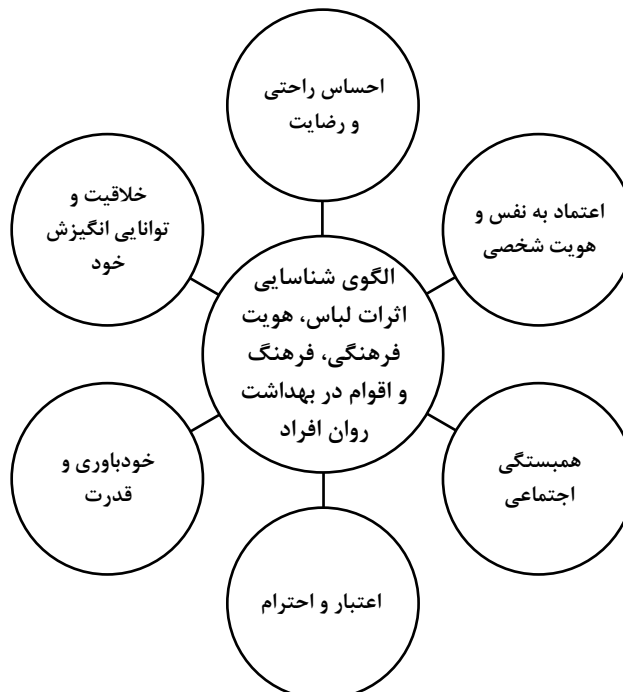 احساس راحتی
و رضایت
اعتماد به نفس و
هویت شخصی
خلاقیت و
توانایی انگیزش
خود
الگوی شناسایی
اثرات لباس، هویت
فرهنگی، فرهنگ
و اقوام در بهداشت
روان افراد
همبستگی
اجتماعی
خودباوری و
قدرت
اعتبار و احترام